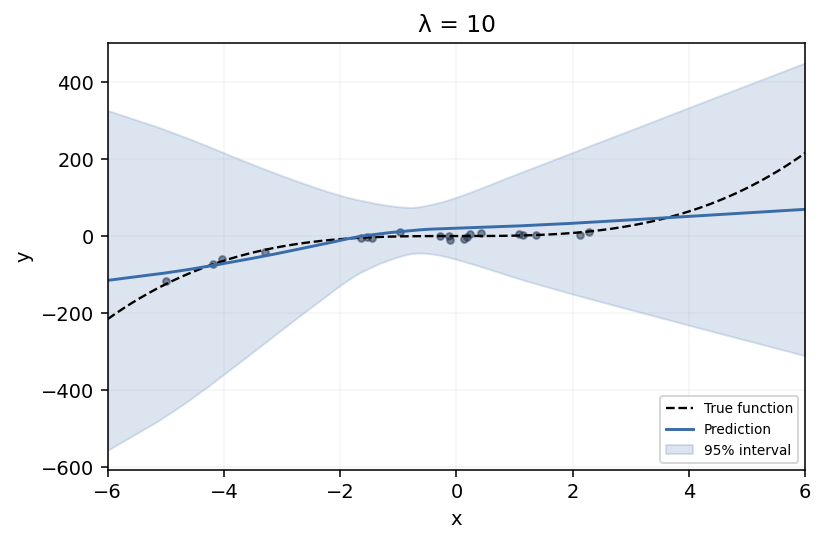 λ = 10
400
200
0
−200
−400
−600
y
−6 −4 −2 0 2 4 6
x
True function
Prediction
95% interval